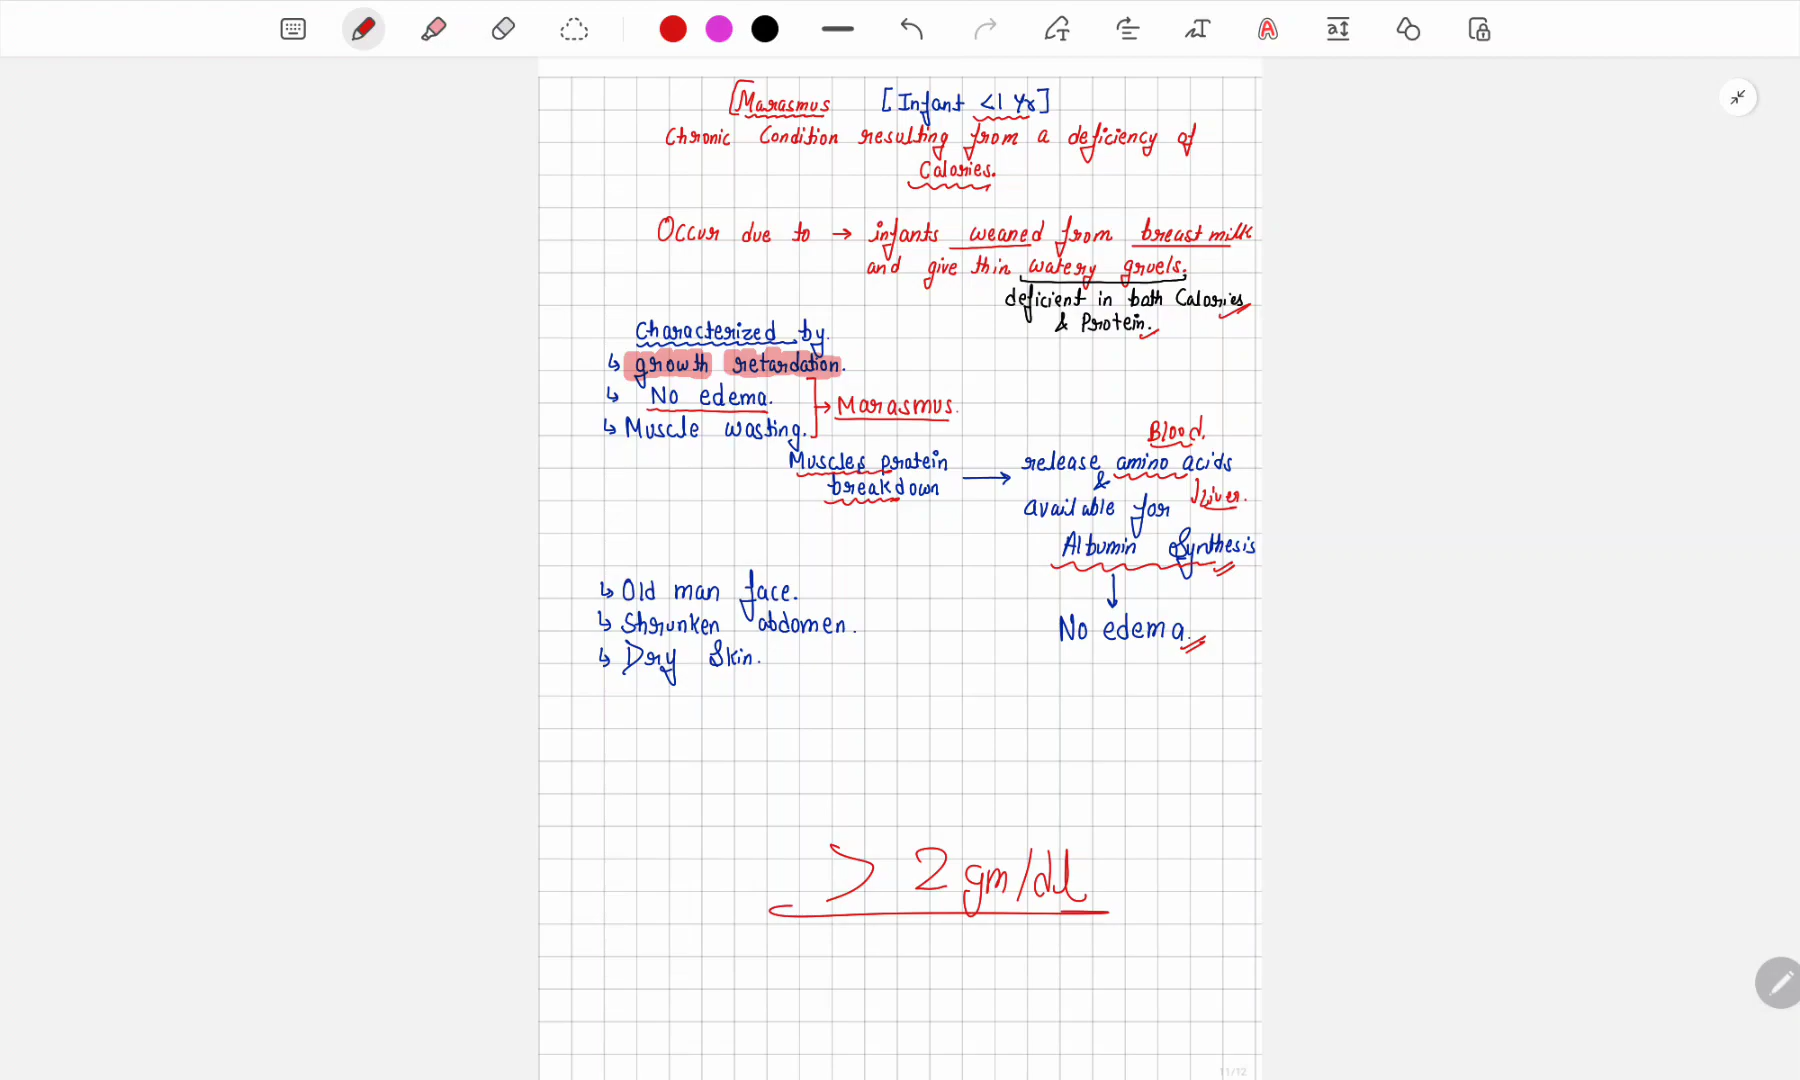 Marasmus [Infant <1 Yr]
Chronic Condition resulting from a deficiency of
Calories.
Occur due to → infants weaned from breast milk
and give thin watery gruels.
deficient in both Calories
& Protein.
Characterized by.
↳ growth retardation.
↳ No edema.
→ Marasmus.
↳ Muscle wasting.
Blood.
Muscles protein → release amino acids
breakdown
&
↓ Liver.
available for
Albumin Synthesis
↓
No edema.
↳ Old man face.
↳ Shrunken abdomen.
↳ Dry Skin.
> 2 gm/dl
11/12